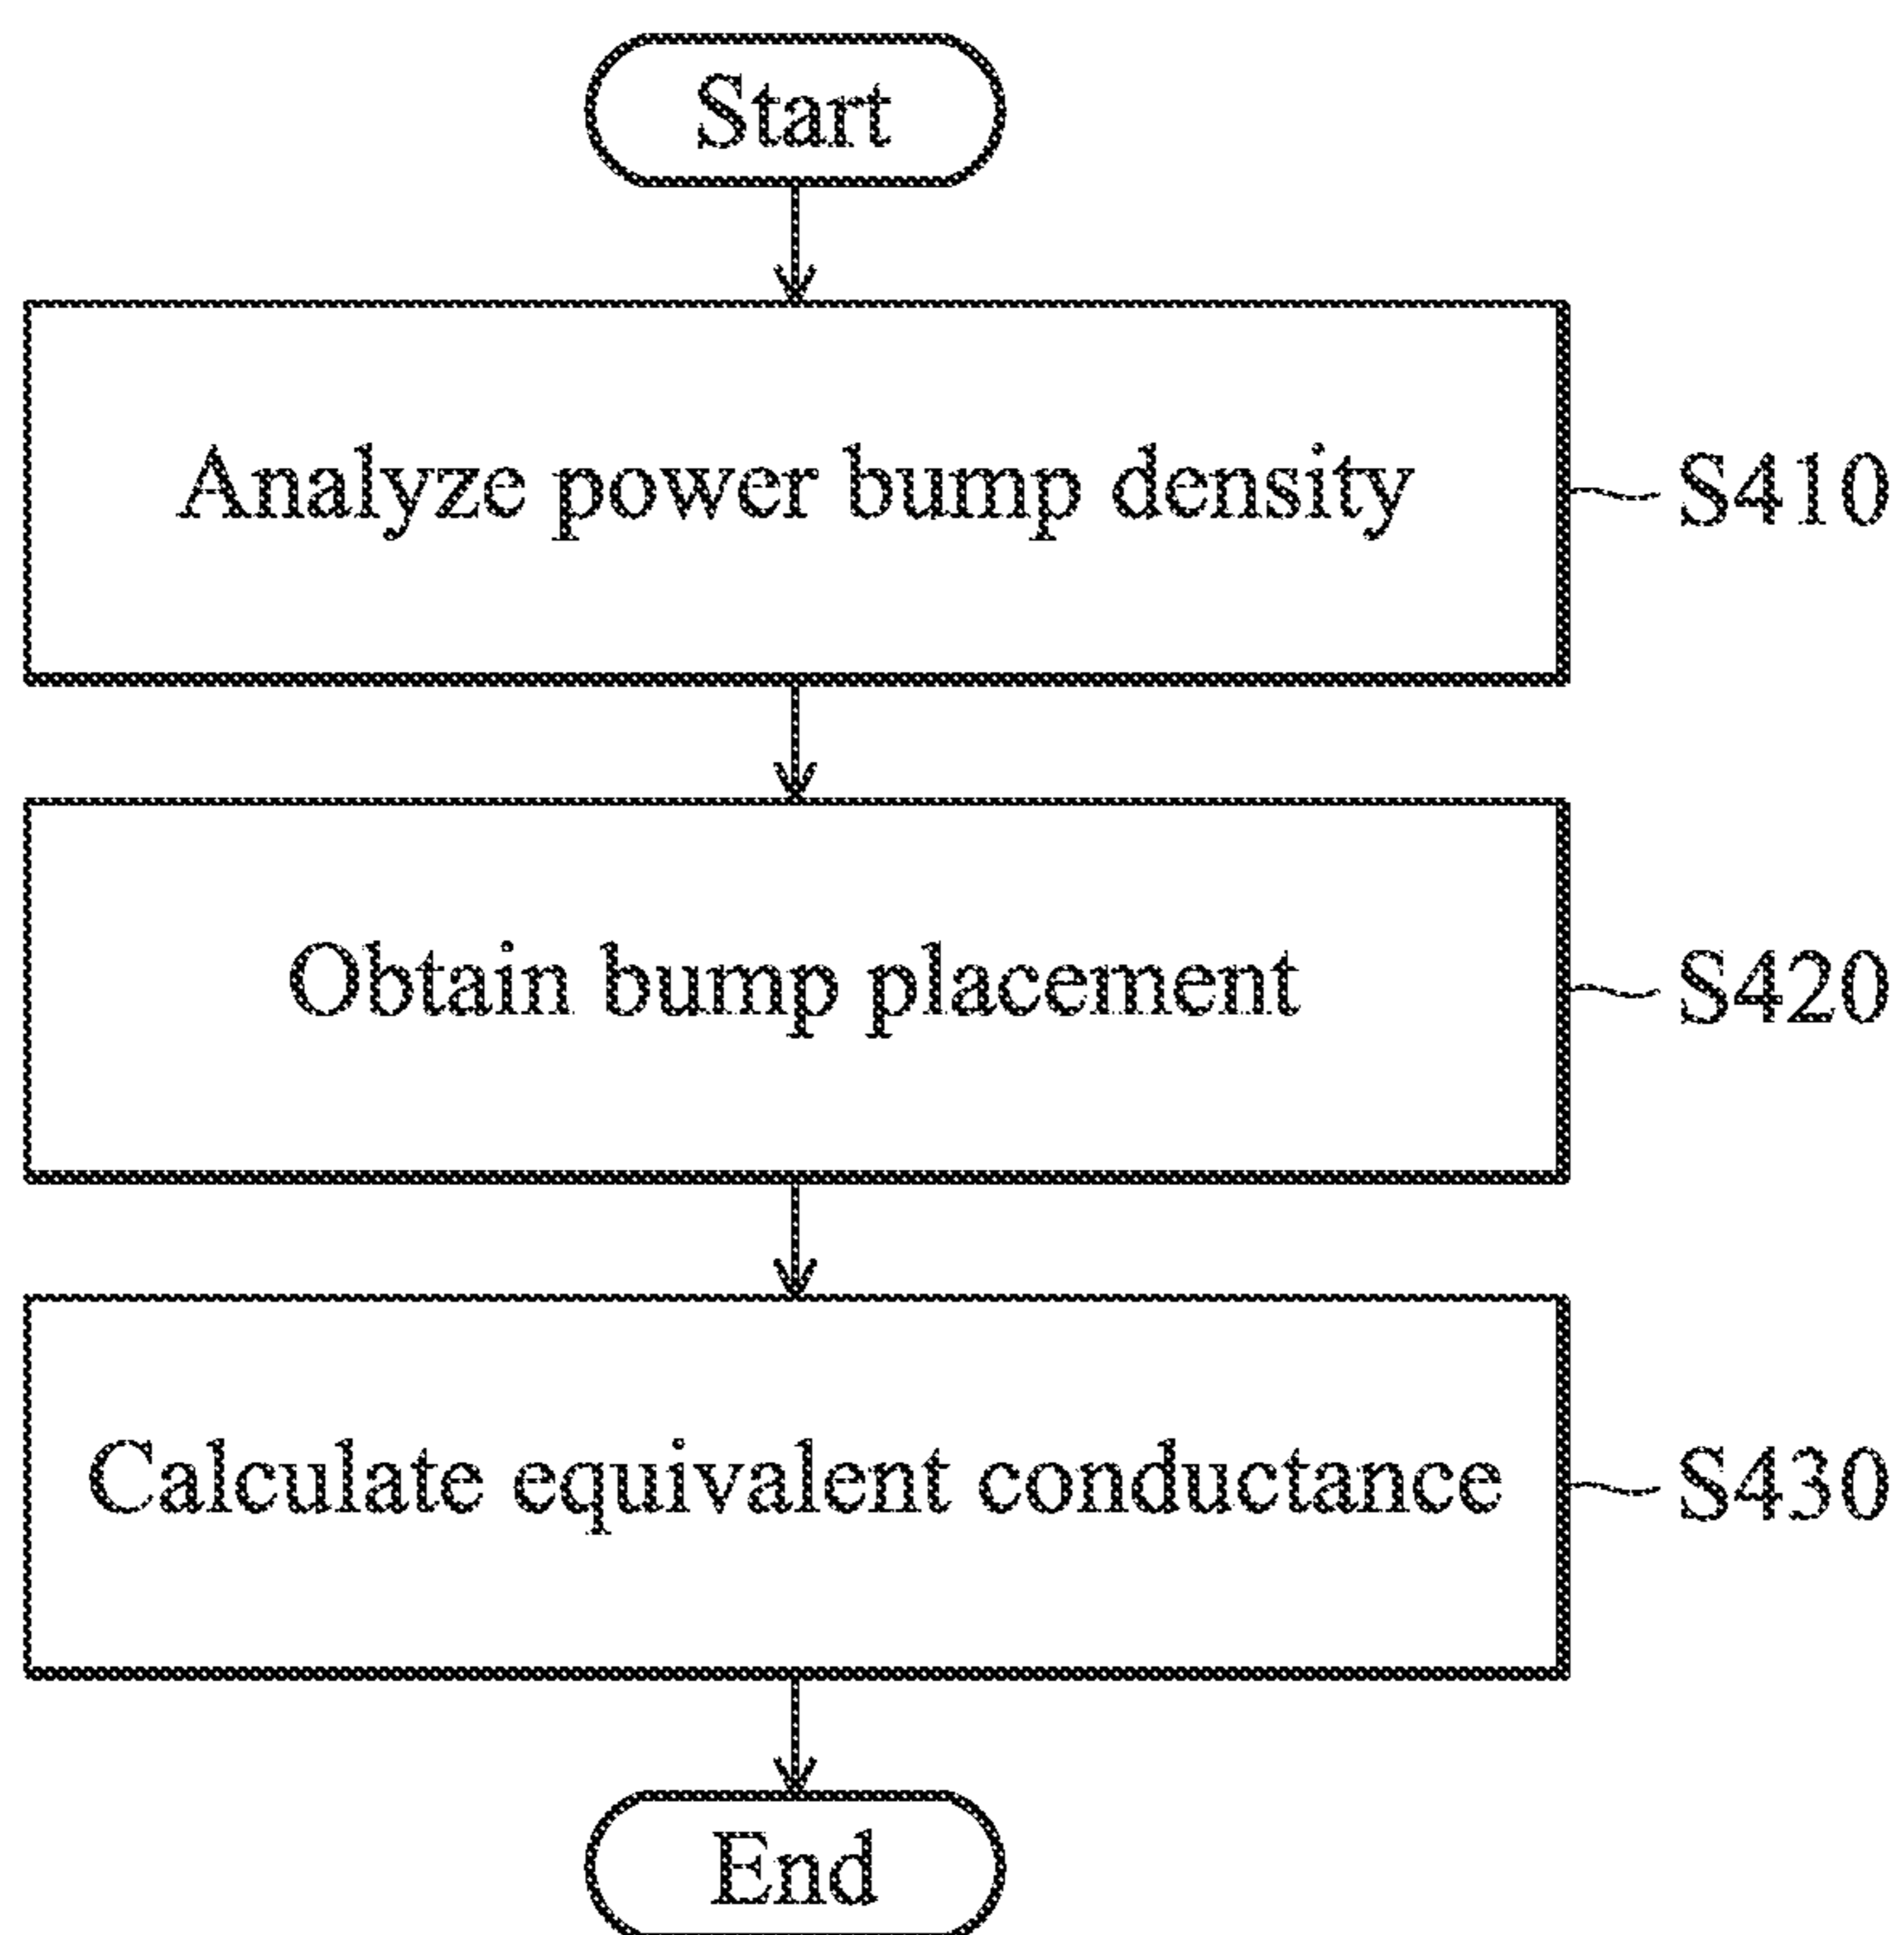 Start
Analyze power bump density
S410
Obtain bump placement
S420
Calculate equivalent conductance
S430
End